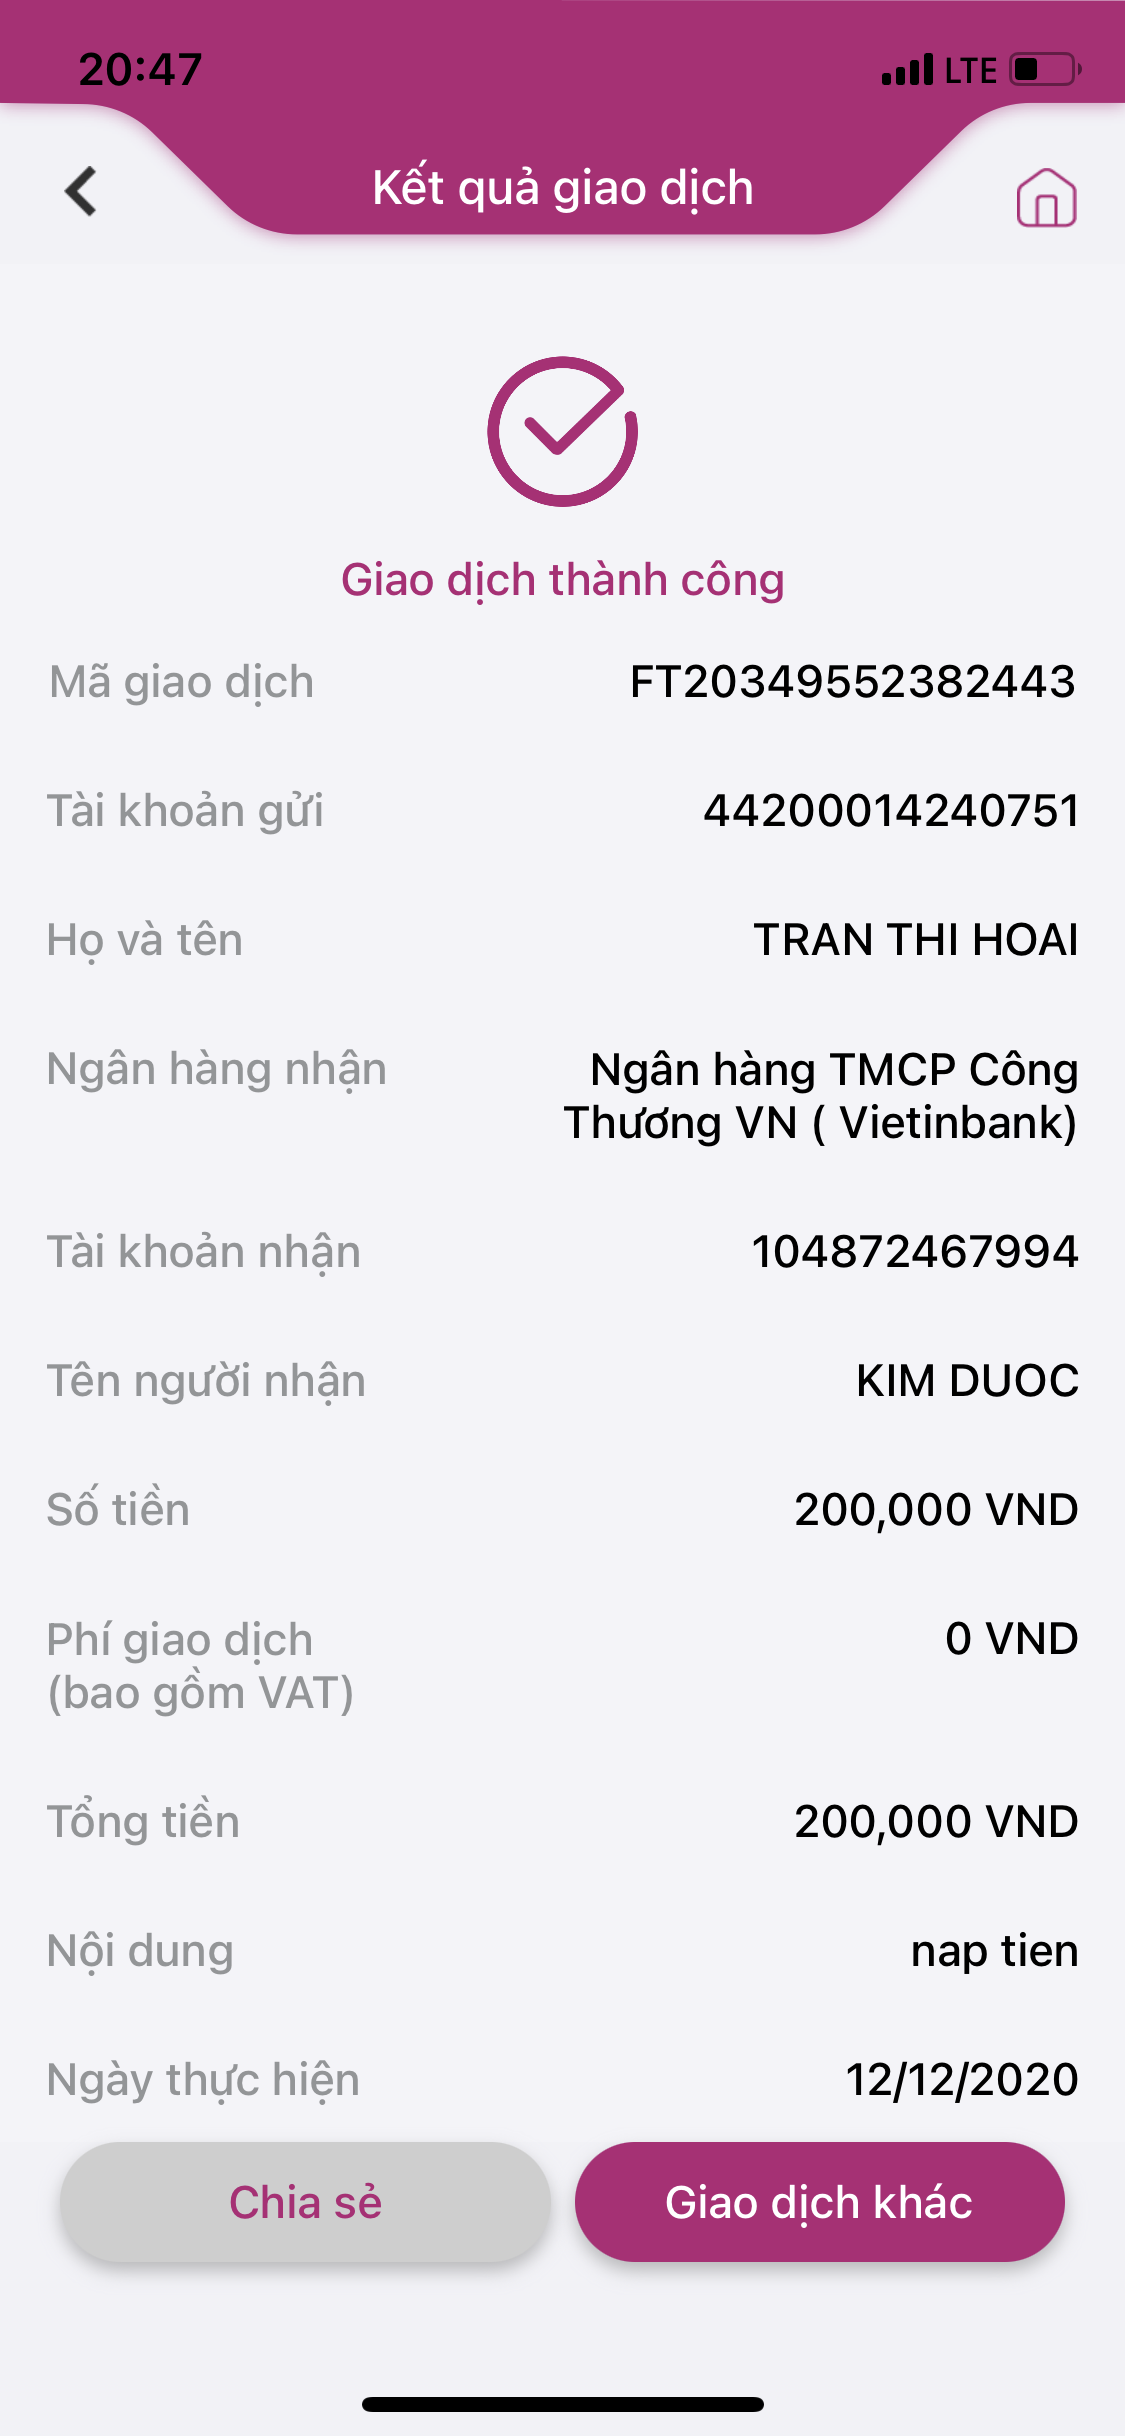 20:47
LTE
Kết quả giao dịch
Giao dịch thành công
Mã giao dịch FT20349552382443
Tài khoản gửi 44200014240751
Họ và tên TRAN THI HOAI
Ngân hàng nhận Ngân hàng TMCP Công
Thương VN ( Vietinbank)
Tài khoản nhận 104872467994
Tên người nhận KIM DUOC
Số tiền 200,000 VND
Phí giao dịch 0 VND
(bao gồm VAT)
Tổng tiền 200,000 VND
Nội dung nap tien
Ngày thực hiện 12/12/2020
Chia sẻ
Giao dịch khác